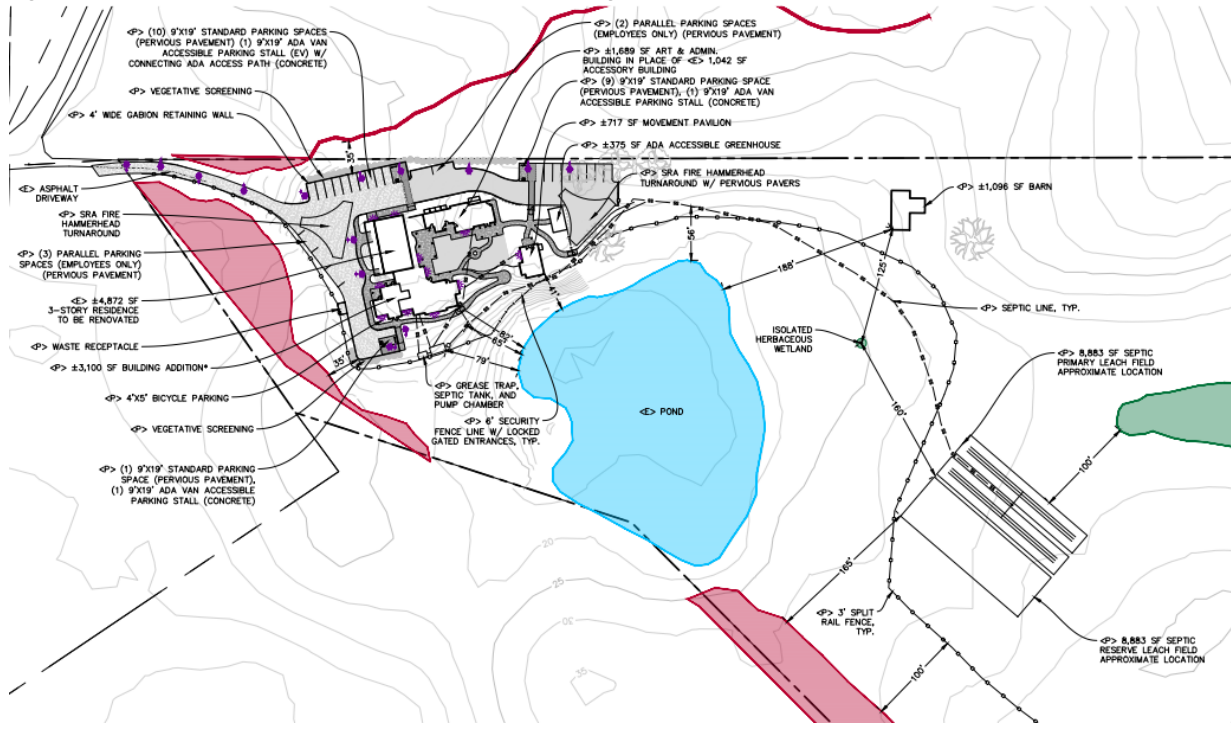 <P> (10) 9'X19' STANDARD PARKING SPACES
(PERVIOUS PAVEMENT) (1) 9'X19' ADA VAN
ACCESSIBLE PARKING STALL (EV) W/
CONNECTING ADA ACCESS PATH (CONCRETE)
<P> VEGETATIVE SCREENING
<P> 4' WIDE GABION RETAINING WALL
<E> ASPHALT
DRIVEWAY
<P> SRA FIRE
HAMMERHEAD
TURNAROUND
<P> (3) PARALLEL PARKING
SPACES (EMPLOYEES ONLY)
(PERVIOUS PAVEMENT)
<E> ±4,872 SF
3-STORY RESIDENCE
TO BE RENOVATED
<P> WASTE RECEPTACLE
<P> ±3,100 SF BUILDING ADDITION*
<P> 4'X5' BICYCLE PARKING
<P> VEGETATIVE SCREENING
<P> (1) 9'X19' STANDARD PARKING
SPACE (PERVIOUS PAVEMENT),
(1) 9'X19' ADA VAN ACCESSIBLE
PARKING STALL (CONCRETE)
<P> (2) PARALLEL PARKING SPACES
(EMPLOYEES ONLY) (PERVIOUS PAVEMENT)
<P> ±1,689 SF ART & ADMIN.
BUILDING IN PLACE OF <E> 1,042 SF
ACCESSORY BUILDING
<P> (9) 9'X19' STANDARD PARKING SPACE
(PERVIOUS PAVEMENT), (1) 9'X19' ADA VAN
ACCESSIBLE PARKING STALL (CONCRETE)
<P> ±717 SF MOVEMENT PAVILION
<P> ±375 SF ADA ACCESSIBLE GREENHOUSE
<P> SRA FIRE HAMMERHEAD
TURNAROUND W/ PERVIOUS PAVERS
<P> ±1,096 SF BARN
35'
56'
188'
125'
<P> SEPTIC LINE, TYP.
41'
ISOLATED
HERBACEOUS
WETLAND
82'
65'
79'
35'
<P> GREASE TRAP,
SEPTIC TANK, AND
PUMP CHAMBER
<P> 6' SECURITY
FENCE LINE W/ LOCKED
GATED ENTRANCES, TYP.
<E> POND
<P> 8,883 SF SEPTIC
PRIMARY LEACH FIELD
APPROXIMATE LOCATION
160'
100'
165'
<P> 3' SPLIT
RAIL FENCE,
TYP.
<P> 8,883 SF SEPTIC
RESERVE LEACH FIELD
APPROXIMATE LOCATION
100'
20
25
30
35